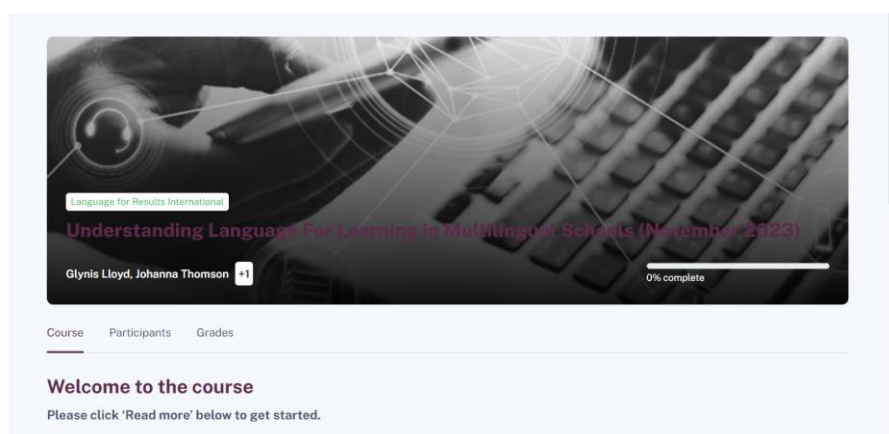 Language for Results International
Understanding Language For Learning in Multilingual Schools (November 2023)
Glynis Lloyd, Johanna Thomson +1
0% complete
Course Participants Grades
Welcome to the course
Please click ‘Read more’ below to get started.